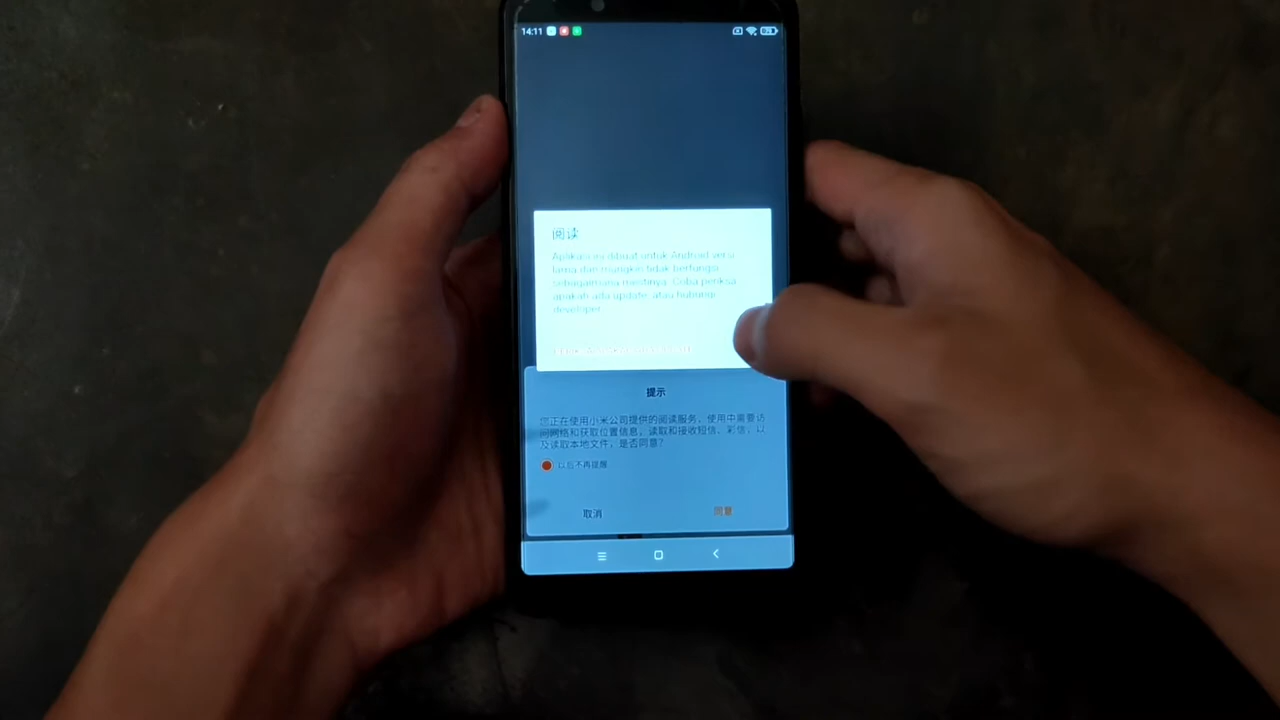 14:11
阅读
Aplikasi ini dibuat untuk Android versi
lama dan mungkin tidak berfungsi
sebagaimana mestinya. Coba periksa
apakah ada update, atau hubungi
developer.
提示
您正在使用小米公司提供的阅读服务，使用中需要访
问网络和获取位置信息，读取和接收短信、彩信，以
及读取本地文件，是否同意？
以后不再提醒
取消
同意